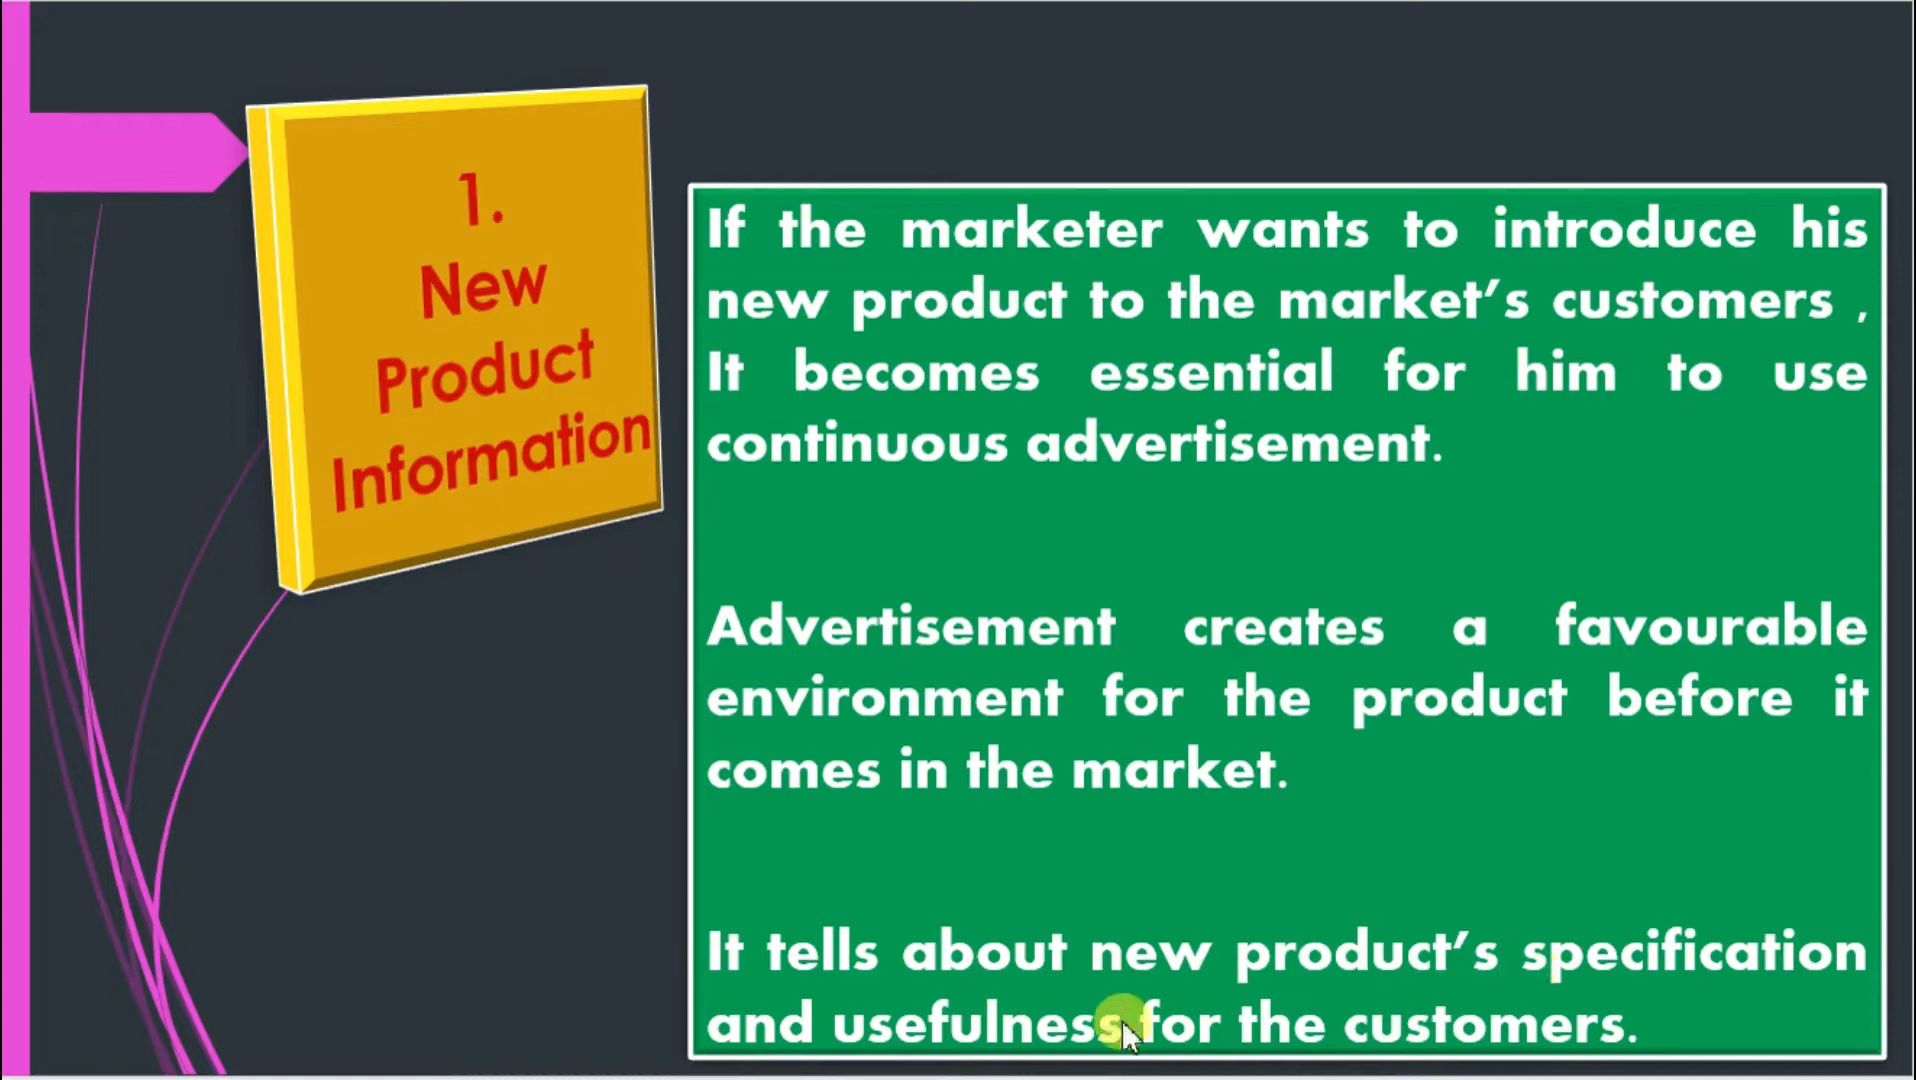 1.
New
Product
Information
If the marketer wants to introduce his
new product to the market’s customers ,
It becomes essential for him to use
continuous advertisement.
Advertisement creates a favourable
environment for the product before it
comes in the market.
It tells about new product’s specification
and usefulness for the customers.